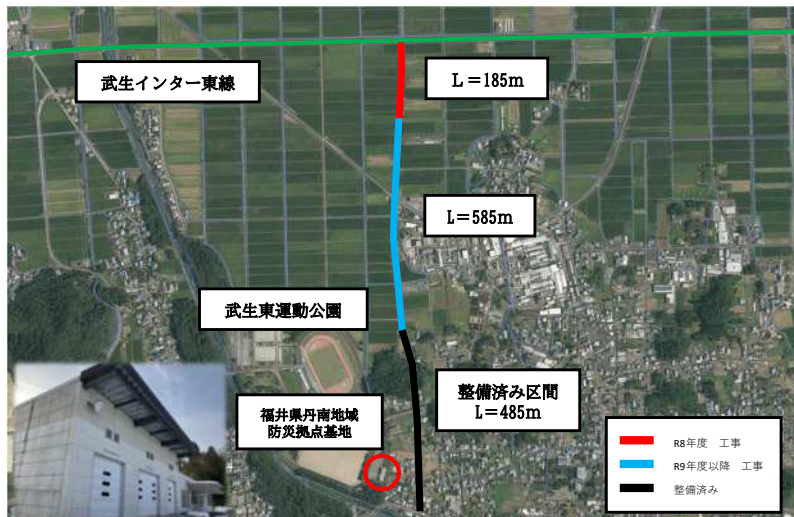 武生インター東線
L＝185m
L＝585m
武生東運動公園
整備済み区間
L＝485m
福井県丹南地域
防災拠点基地
R8年度　工事
R9年度以降　工事
整備済み